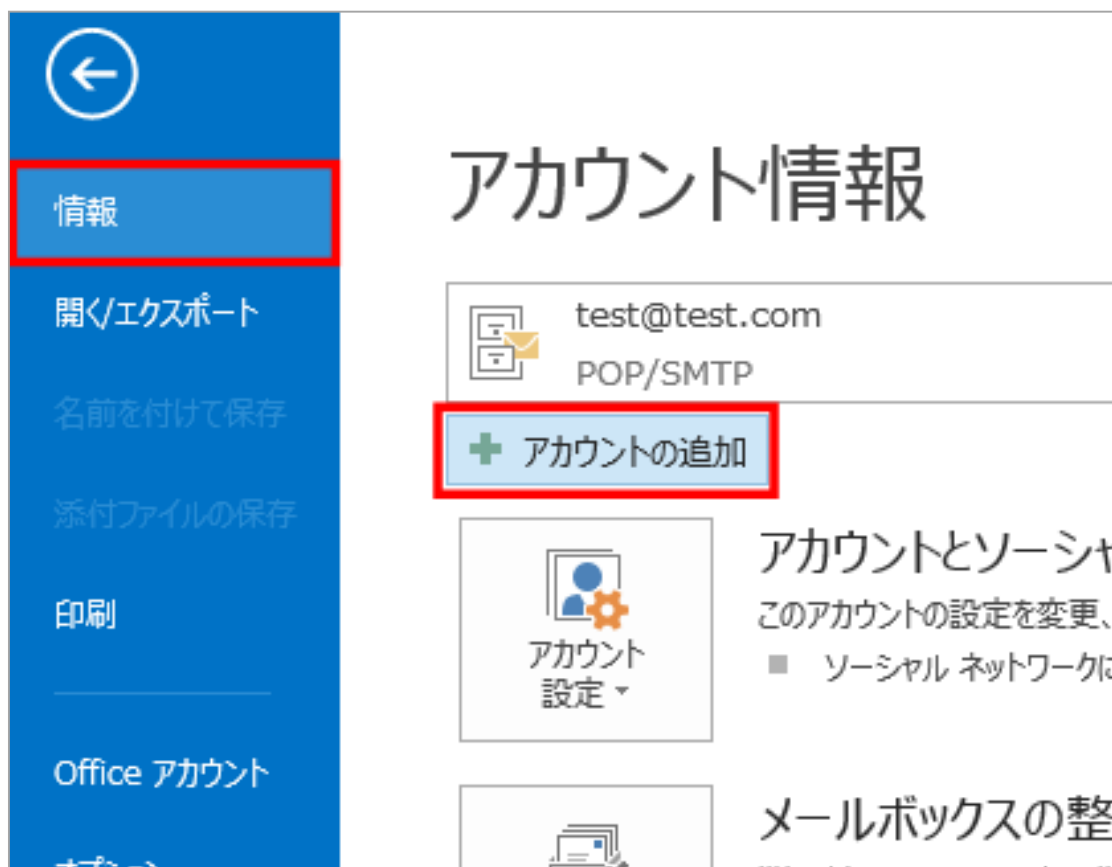 アカウント情報
情報
開く/エクスポート
名前を付けて保存
添付ファイルの保存
印刷
Office アカウント
オプション
test@test.com
POP/SMTP
アカウントの追加
アカウント
設定
アカウントとソーシャ
このアカウントの設定を変更、
ソーシャル ネットワークに
メールボックスの整